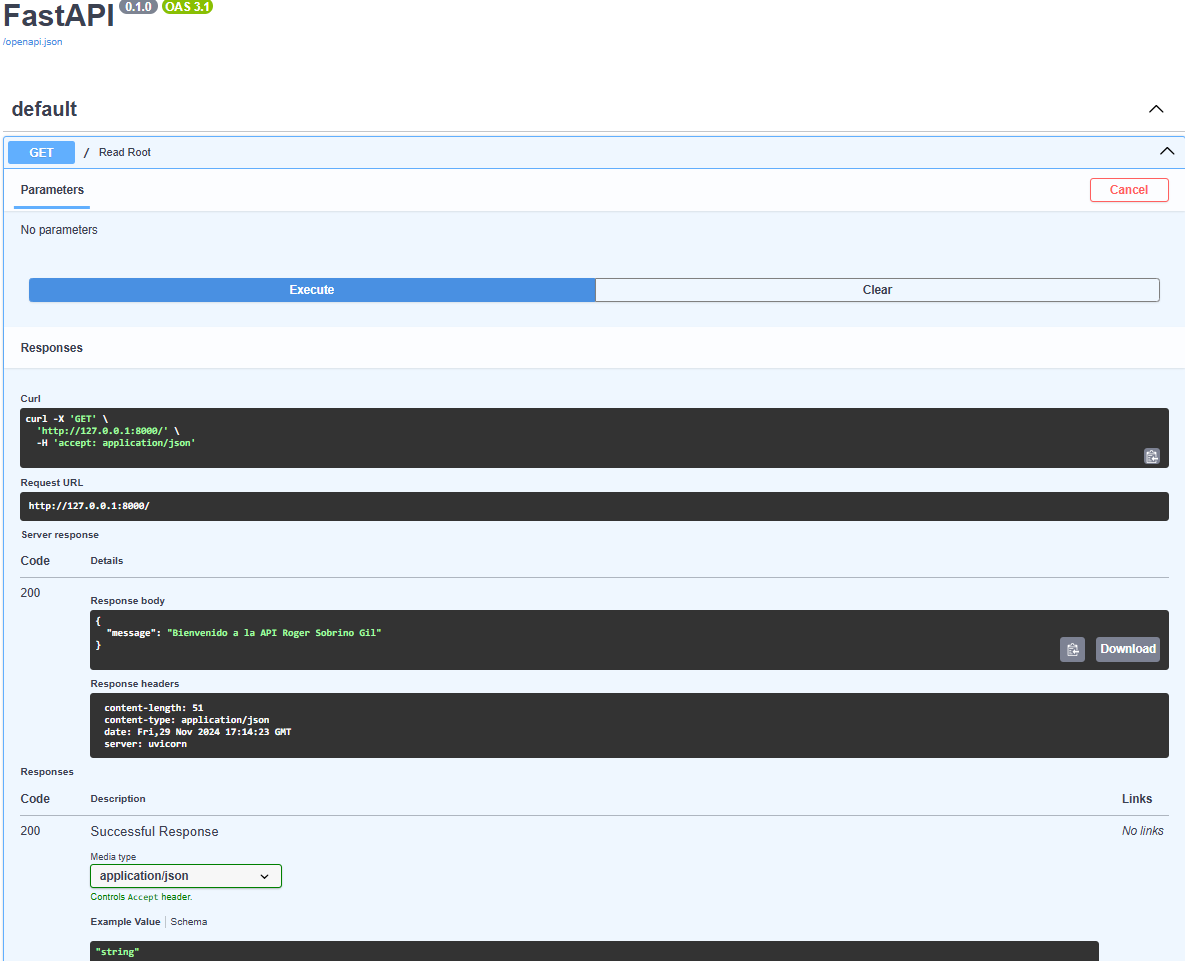 FastAPI 0.1.0 OAS 3.1
/openapi.json
default
GET / Read Root
Parameters Cancel
No parameters
Execute Clear
Responses
Curl
curl -X 'GET' \
'http://127.0.0.1:8000/' \
-H 'accept: application/json'
Request URL
http://127.0.0.1:8000/
Server response
Code Details
200
Response body
{
"message": "Bienvenido a la API Roger Sobrino Gil"
}
Download
Response headers
content-length: 51
content-type: application/json
date: Fri,29 Nov 2024 17:14:23 GMT
server: uvicorn
Responses
Code Description Links
200 Successful Response No links
Media type
application/json
Controls Accept header.
Example Value Schema
"string"